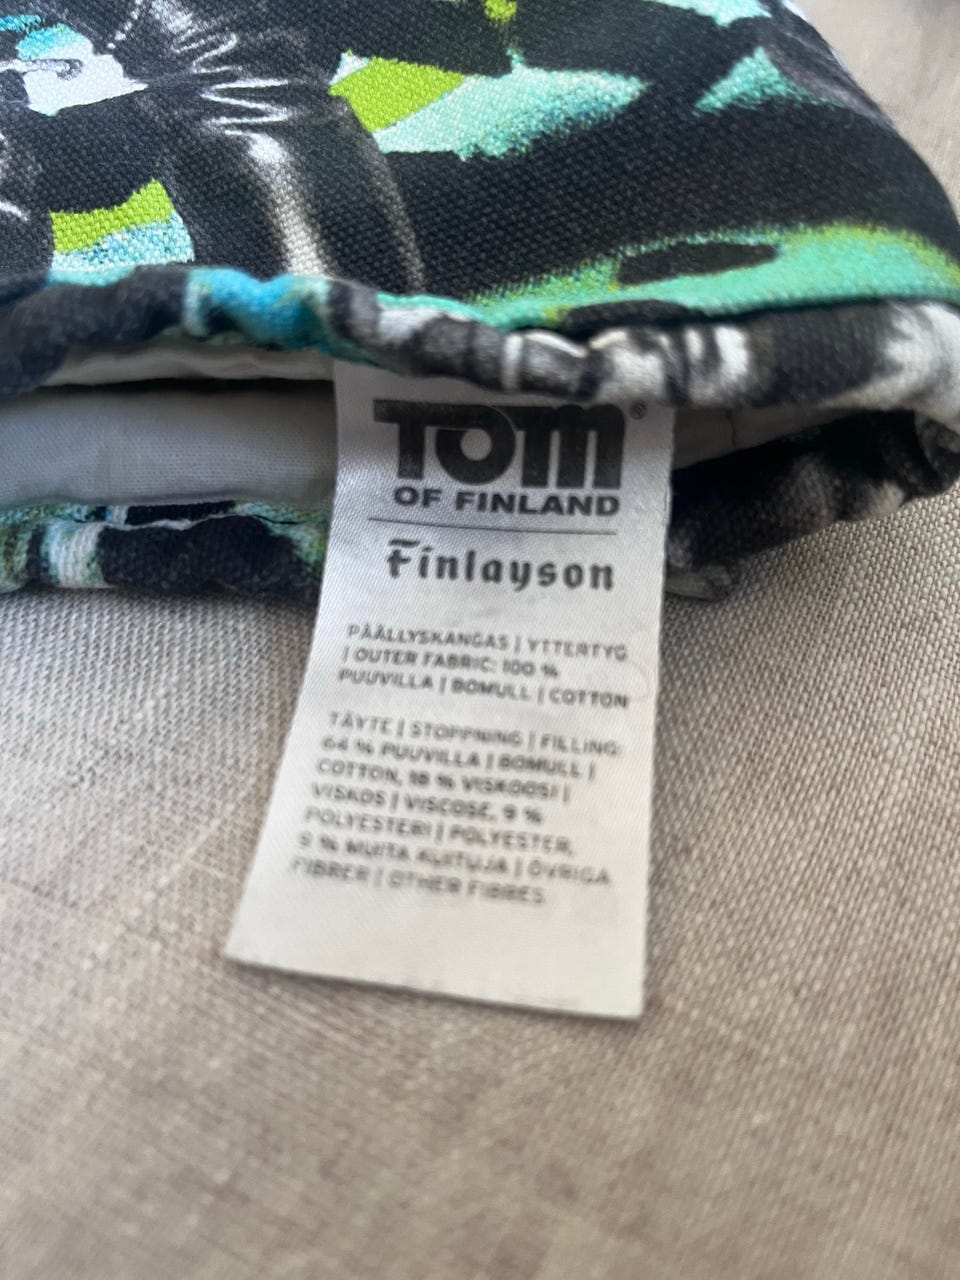 TOM®
OF FINLAND
Finlayson
PÄÄLLYSKANGAS | YTTERTYG
| OUTER FABRIC: 100 %
PUUVILLA | BOMULL | COTTON
TÄYTE | STOPPNING | FILLING:
64 % PUUVILLA | BOMULL |
COTTON, 18 % VISKOOSI |
VISKOS | VISCOSE, 9 %
POLYESTERI | POLYESTER,
9 % MUITA KUITUJA | ÖVRIGA
FIBRER | OTHER FIBRES